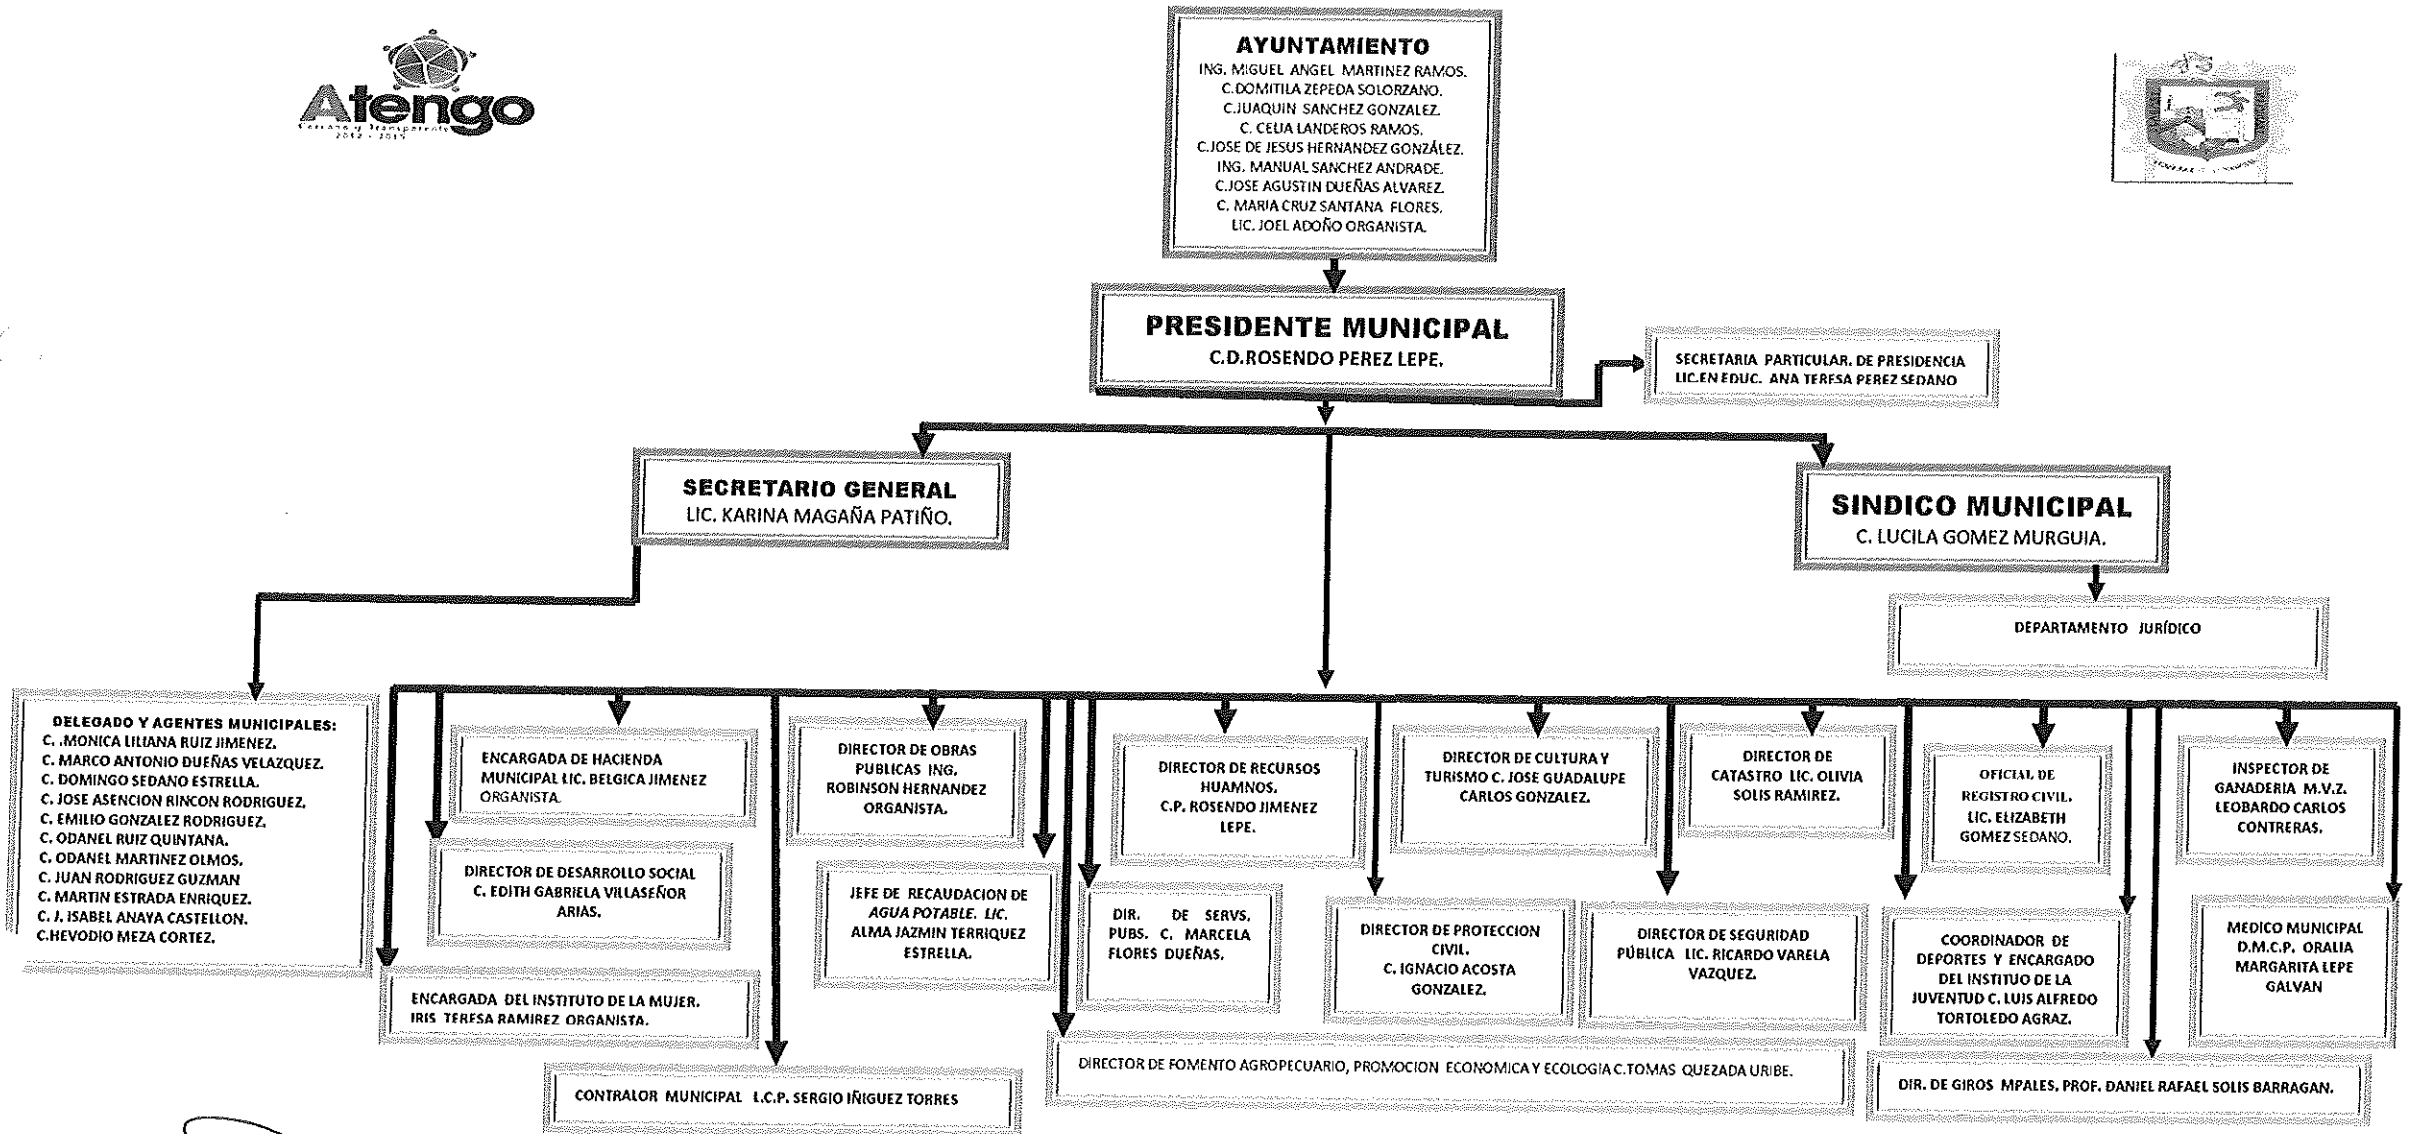 Atengo
Cercano y Transparente
2012 - 2015
AYUNTAMIENTO
ING. MIGUEL ANGEL MARTINEZ RAMOS.
C.DOMITILA ZEPEDA SOLORZANO.
C.JUAQUIN SANCHEZ GONZALEZ.
C. CELIA LANDEROS RAMOS.
C.JOSE DE JESUS HERNANDEZ GONZÁLEZ.
ING. MANUAL SANCHEZ ANDRADE.
C.JOSE AGUSTIN DUEÑAS ALVAREZ.
C. MARIA CRUZ SANTANA FLORES.
LIC. JOEL ADOÑO ORGANISTA.
PRESIDENTE MUNICIPAL
C.D.ROSENDO PEREZ LEPE.
SECRETARIA PARTICULAR. DE PRESIDENCIA
LIC.EN EDUC. ANA TERESA PEREZ SEDANO
SECRETARIO GENERAL
LIC. KARINA MAGAÑA PATIÑO.
SINDICO MUNICIPAL
C. LUCILA GOMEZ MURGUIA.
DEPARTAMENTO JURÍDICO
DELEGADO Y AGENTES MUNICIPALES:
C. .MONICA LILIANA RUIZ JIMENEZ.
C. MARCO ANTONIO DUEÑAS VELAZQUEZ.
C. DOMINGO SEDANO ESTRELLA.
C. JOSE ASENCION RINCON RODRIGUEZ.
C. EMILIO GONZALEZ RODRIGUEZ.
C. ODANEL RUIZ QUINTANA.
C. ODANEL MARTINEZ OLMOS.
C. JUAN RODRIGUEZ GUZMAN
C. MARTIN ESTRADA ENRIQUEZ.
C. J. ISABEL ANAYA CASTELLON.
C.HEVODIO MEZA CORTEZ.
ENCARGADA DE HACIENDA
MUNICIPAL LIC. BELGICA JIMENEZ
ORGANISTA.
DIRECTOR DE OBRAS
PUBLICAS ING.
ROBINSON HERNANDEZ
ORGANISTA.
DIRECTOR DE RECURSOS
HUAMNOS.
C.P. ROSENDO JIMENEZ
LEPE.
DIRECTOR DE CULTURA Y
TURISMO C. JOSE GUADALUPE
CARLOS GONZALEZ.
DIRECTOR DE
CATASTRO LIC. OLIVIA
SOLIS RAMIREZ.
OFICIAL DE
REGISTRO CIVIL.
LIC. ELIZABETH
GOMEZ SEDANO.
INSPECTOR DE
GANADERIA M.V.Z.
LEOBARDO CARLOS
CONTRERAS.
DIRECTOR DE DESARROLLO SOCIAL
C. EDITH GABRIELA VILLASEÑOR
ARIAS.
JEFE DE RECAUDACION DE
AGUA POTABLE. LIC.
ALMA JAZMIN TERRIQUEZ
ESTRELLA.
DIR. DE SERVS.
PUBS. C. MARCELA
FLORES DUEÑAS.
DIRECTOR DE PROTECCION
CIVIL.
C. IGNACIO ACOSTA
GONZALEZ.
DIRECTOR DE SEGURIDAD
PÚBLICA LIC. RICARDO VARELA
VAZQUEZ.
COORDINADOR DE
DEPORTES Y ENCARGADO
DEL INSTITUO DE LA
JUVENTUD C. LUIS ALFREDO
TORTOLEDO AGRAZ.
MEDICO MUNICIPAL
D.M.C.P. ORALIA
MARGARITA LEPE
GALVAN
ENCARGADA DEL INSTITUTO DE LA MUJER.
IRIS TERESA RAMIREZ ORGANISTA.
DIRECTOR DE FOMENTO AGROPECUARIO, PROMOCION ECONOMICA Y ECOLOGIA C.TOMAS QUEZADA URIBE.
CONTRALOR MUNICIPAL L.C.P. SERGIO IÑIGUEZ TORRES
DIR. DE GIROS MPALES. PROF. DANIEL RAFAEL SOLIS BARRAGAN.